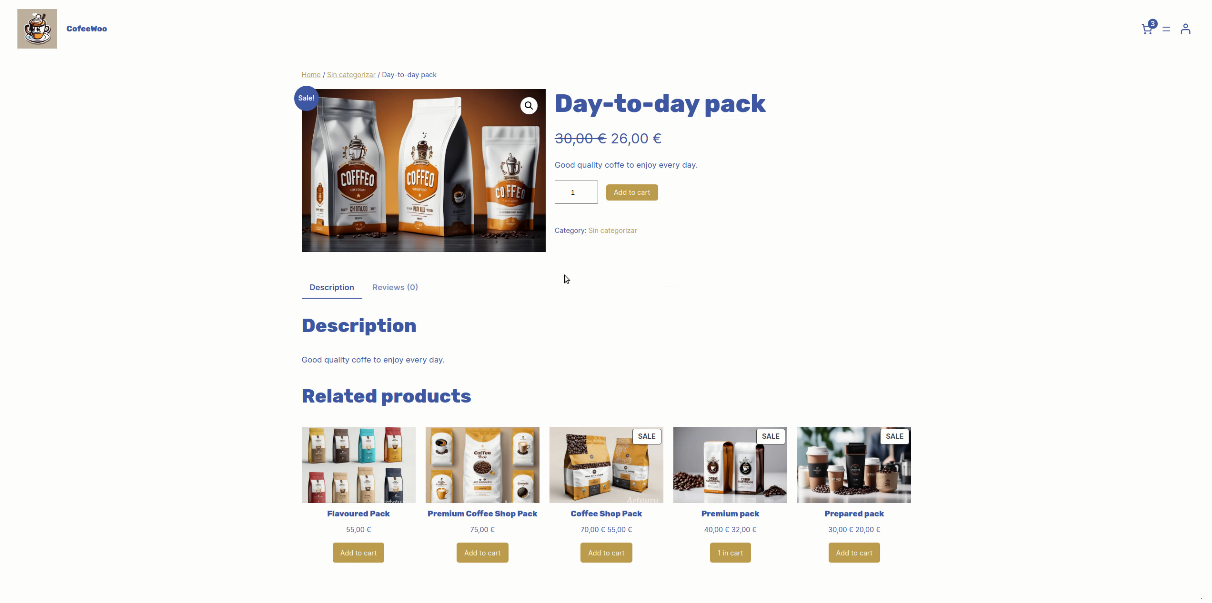 CofeeWoo
3
Home / Sin categorizar / Day-to-day pack
Sale!
Day-to-day pack
30,00 € 26,00 €
Good quality coffe to enjoy every day.
1
Add to cart
Category: Sin categorizar
COFFFEO
COFFEO
Description
Reviews (0)
Description
Good quality coffe to enjoy every day.
Related products
SALE
SALE
SALE
Flavoured Pack
Premium Coffee Shop Pack
Coffee Shop Pack
Premium pack
Prepared pack
55,00 €
75,00 €
70,00 € 55,00 €
40,00 € 32,00 €
30,00 € 20,00 €
Add to cart
Add to cart
Add to cart
1 in cart
Add to cart